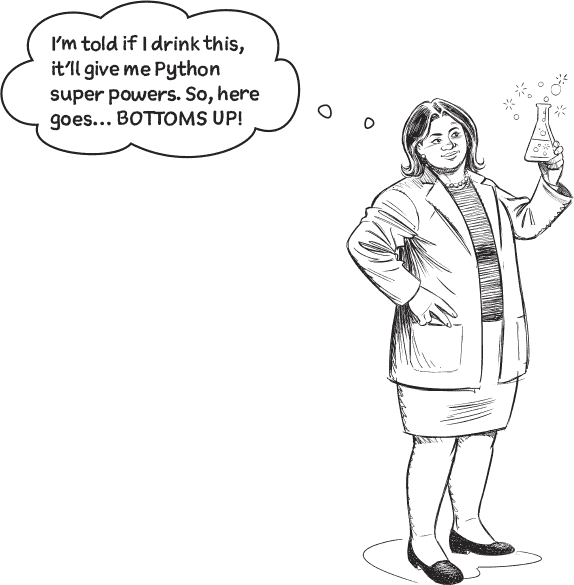 I'm told if I drink this,
it'll give me Python
super powers. So, here
goes... BOTTOMS UP!